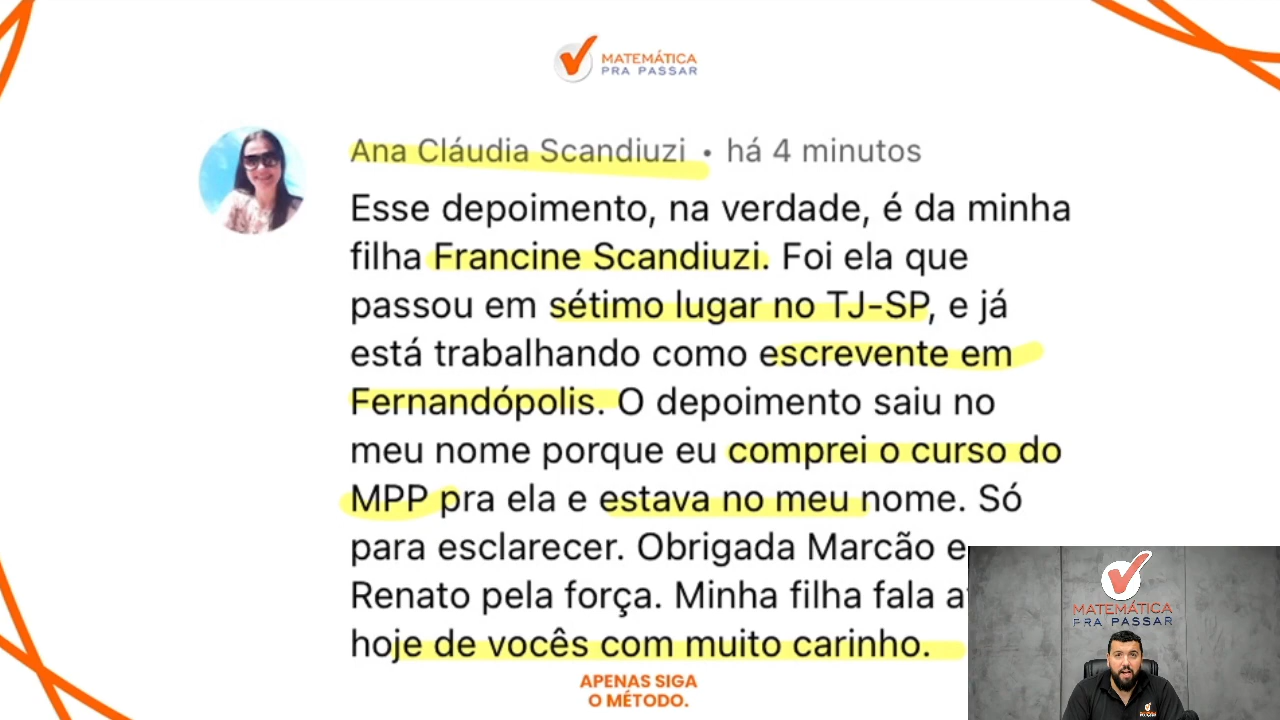 MATEMÁTICA
PRA PASSAR
Ana Cláudia Scandiuzi • há 4 minutos
Esse depoimento, na verdade, é da minha
filha Francine Scandiuzi. Foi ela que
passou em sétimo lugar no TJ-SP, e já
está trabalhando como escrevente em
Fernandópolis. O depoimento saiu no
meu nome porque eu comprei o curso do
MPP pra ela e estava no meu nome. Só
para esclarecer. Obrigada Marcão e
Renato pela força. Minha filha fala
hoje de vocês com muito carinho.
APENAS SIGA
O MÉTODO.
MATEMÁTICA
PRA PASSAR